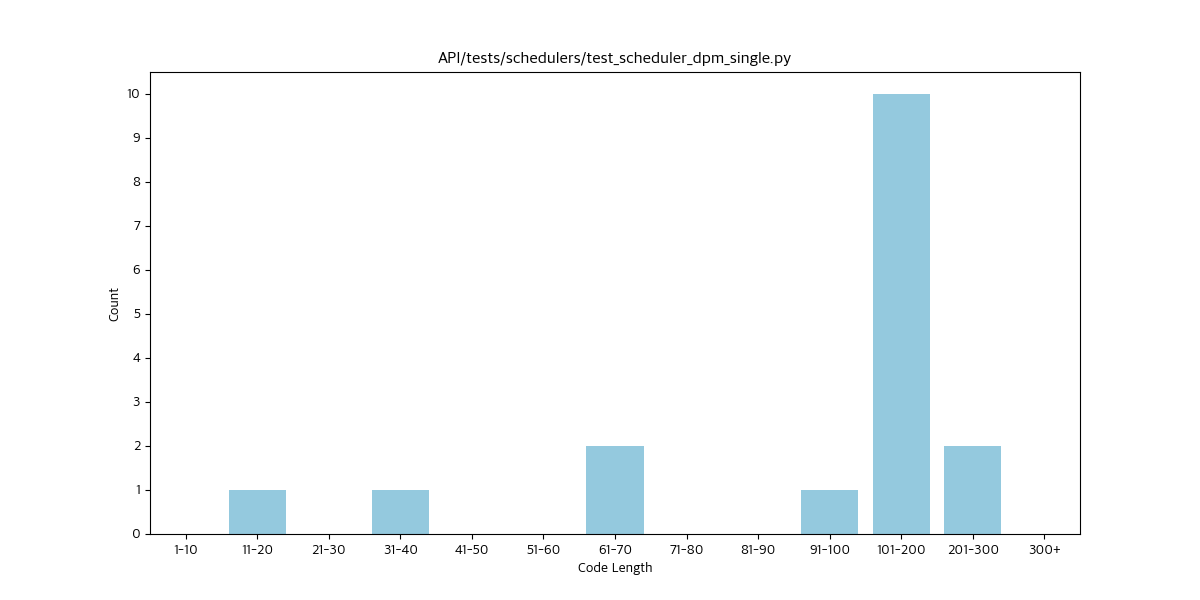 API/tests/schedulers/test_scheduler_dpm_single.py
10
9
8
7
6
5
4
3
2
1
0
Count
1-10 11-20 21-30 31-40 41-50 51-60 61-70 71-80 81-90 91-100 101-200 201-300 300+
Code Length